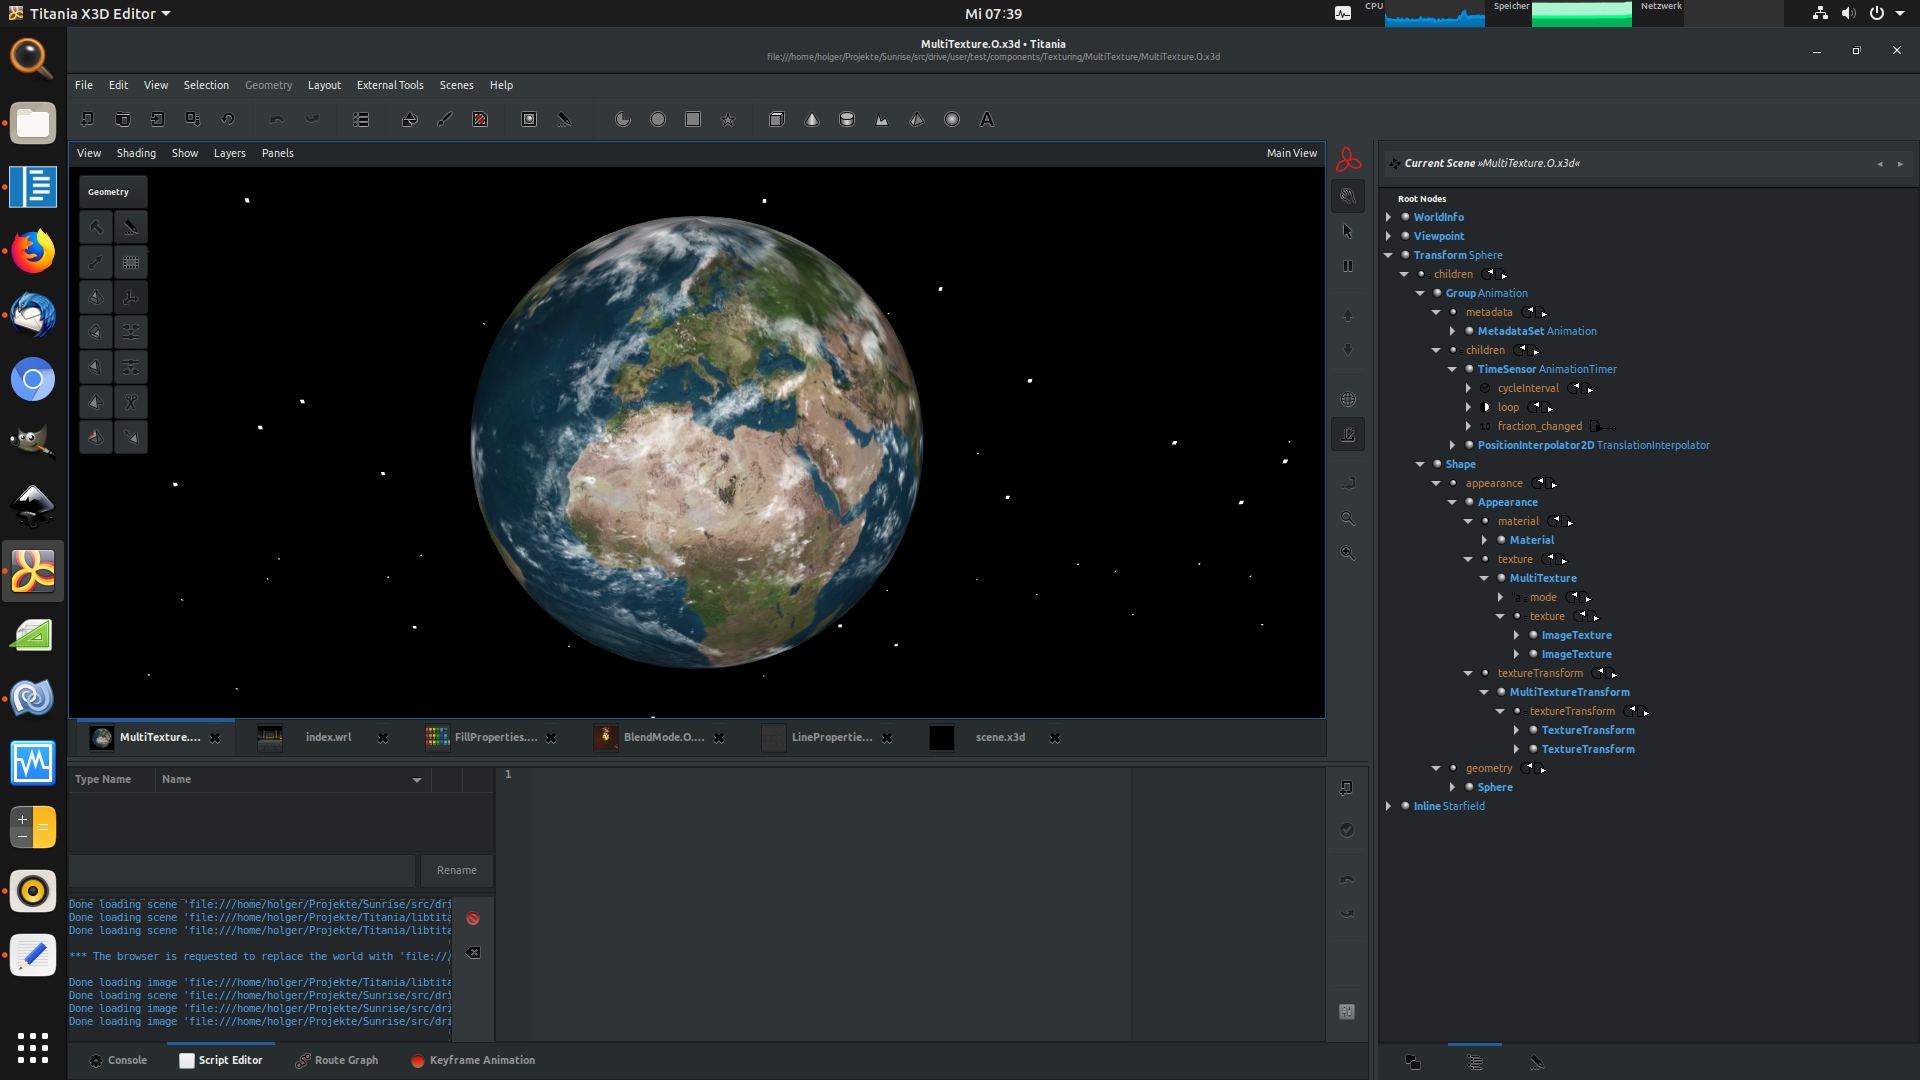 Titania X3D Editor
Mi 07:39
CPU
Speicher
Netzwerk
MultiTexture.O.x3d • Titania
file:///home/holger/Projekte/Sunrise/src/drive/user/test/components/Texturing/MultiTexture/MultiTexture.O.x3d
File Edit View Selection Geometry Layout External Tools Scenes Help
View Shading Show Layers Panels
Main View
Geometry
Current Scene »MultiTexture.O.x3d«
Root Nodes
WorldInfo
Viewpoint
Transform Sphere
children
Group Animation
metadata
MetadataSet Animation
children
TimeSensor AnimationTimer
cycleInterval
loop
1.0 fraction_changed
PositionInterpolator2D TranslationInterpolator
Shape
appearance
Appearance
material
Material
texture
MultiTexture
mode
texture
ImageTexture
ImageTexture
textureTransform
MultiTextureTransform
textureTransform
TextureTransform
TextureTransform
geometry
Sphere
Inline Starfield
MultiTexture.... index.wrl FillProperties.... BlendMode.O.... LinePropertie... scene.x3d
Type Name Name
1
Rename
Done loading scene 'file:///home/holger/Projekte/Sunrise/src/dri
Done loading scene 'file:///home/holger/Projekte/Titania/libtita
Done loading scene 'file:///home/holger/Projekte/Titania/libtita
*** The browser is requested to replace the world with 'file:///
Done loading image 'file:///home/holger/Projekte/Titania/libtita
Done loading scene 'file:///home/holger/Projekte/Sunrise/src/dri
Done loading image 'file:///home/holger/Projekte/Sunrise/src/dri
Done loading image 'file:///home/holger/Projekte/Sunrise/src/dri
Console Script Editor Route Graph Keyframe Animation